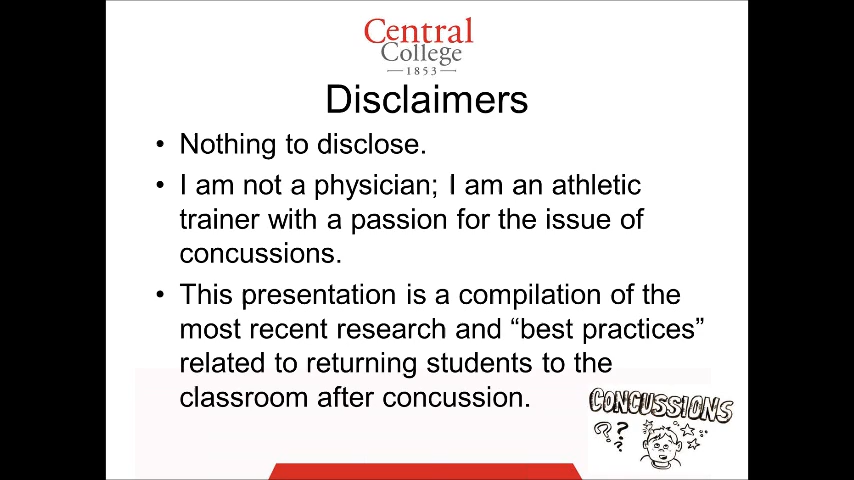 Central
College
1853
Disclaimers
• Nothing to disclose.
• I am not a physician; I am an athletic
trainer with a passion for the issue of
concussions.
• This presentation is a compilation of the
most recent research and “best practices”
related to returning students to the
classroom after concussion.
CONCUSSIONS
? ?
?